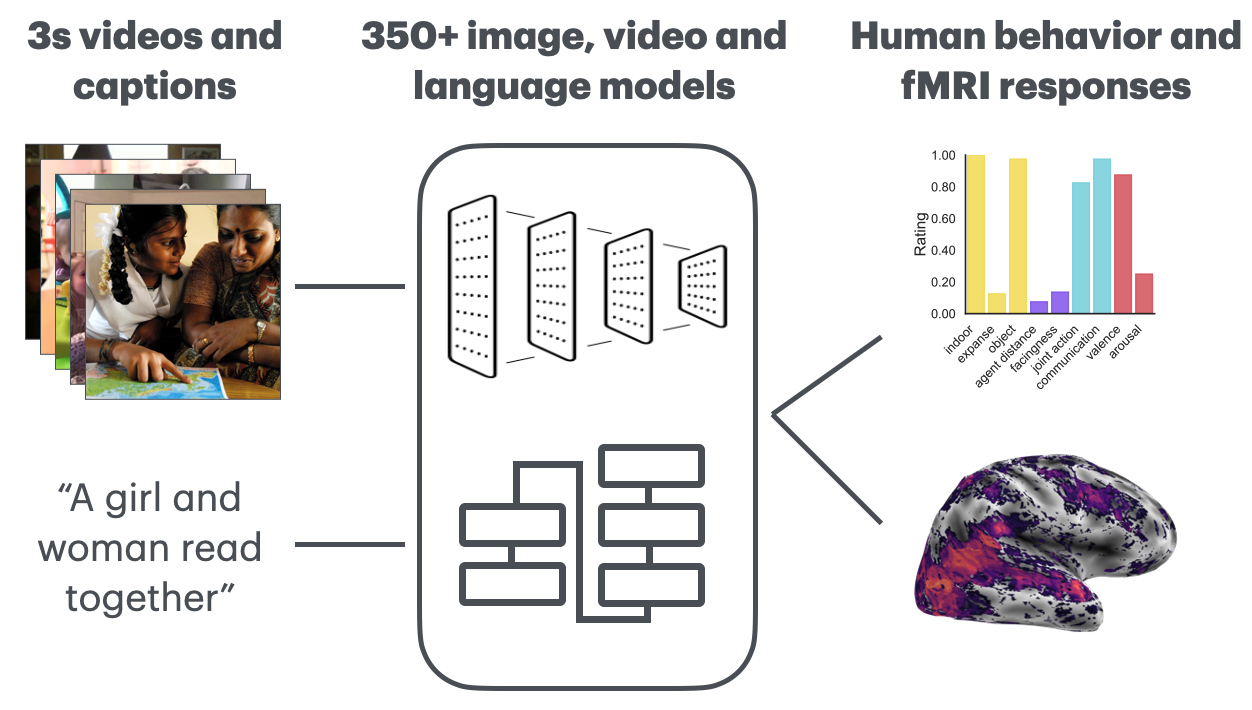 3s videos and
captions
350+ image, video and
language models
Human behavior and
fMRI responses
“A girl and
woman read
together”
Rating
1.00
0.80
0.60
0.40
0.20
0.00
indoor
expanse
object
agent distance
facingness
joint action
communication
valence
arousal